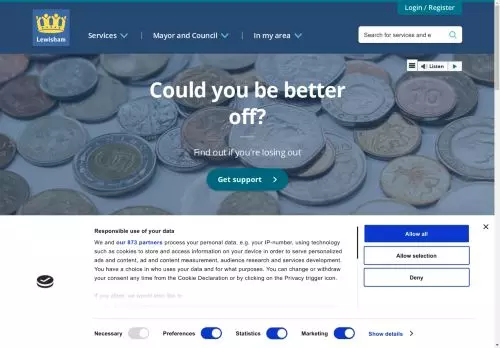 Login / Register
Lewisham
Services
Mayor and Council
In my area
Search for services and e
Listen
Could you be better
off?
Find out if you're losing out
Get support
Responsible use of your data
We and our 873 partners process your personal data, e.g. your IP-number, using technology
such as cookies to store and access information on your device in order to serve personalized
ads and content, ad and content measurement, audience research and services development.
You have a choice in who uses your data and for what purposes. You can change or withdraw
your consent any time from the Cookie Declaration or by clicking on the Privacy trigger icon.
If you allow, we would also like to:
Allow all
Allow selection
Deny
Necessary
Preferences
Statistics
Marketing
Show details